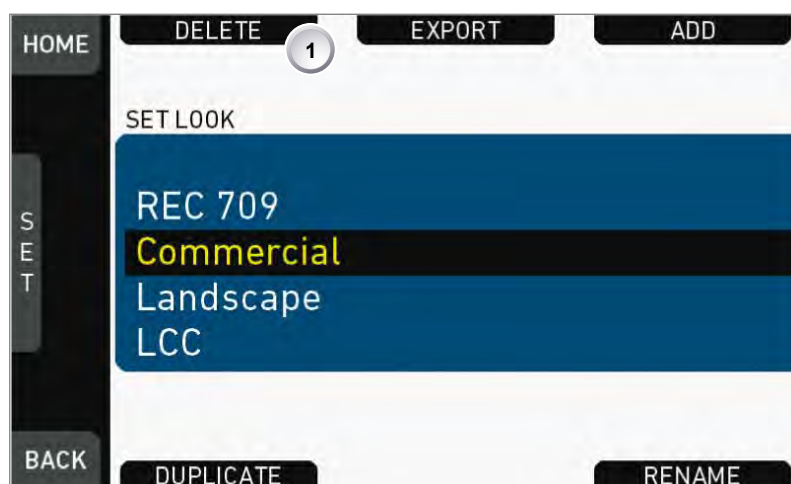 HOME
DELETE
1
EXPORT
ADD
SET LOOK
SET
REC 709
Commercial
Landscape
LCC
BACK
DUPLICATE
RENAME